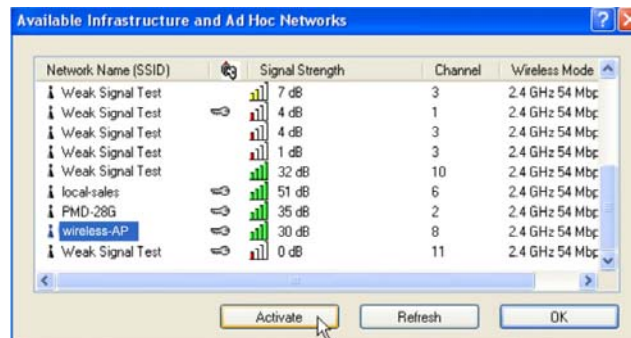 Available Infrastructure and Ad Hoc Networks
Network Name (SSID) Signal Strength Channel Wireless Mode
Weak Signal Test 7 dB 3 2.4 GHz 54 Mbp
Weak Signal Test 4 dB 1 2.4 GHz 54 Mbp
Weak Signal Test 4 dB 3 2.4 GHz 54 Mbp
Weak Signal Test 1 dB 3 2.4 GHz 54 Mbp
Weak Signal Test 32 dB 10 2.4 GHz 54 Mbp
local-sales 51 dB 6 2.4 GHz 54 Mbp
PMD-28G 35 dB 2 2.4 GHz 54 Mbp
wireless-AP 30 dB 8 2.4 GHz 54 Mbp
Weak Signal Test 0 dB 11 2.4 GHz 54 Mbp
Activate Refresh OK